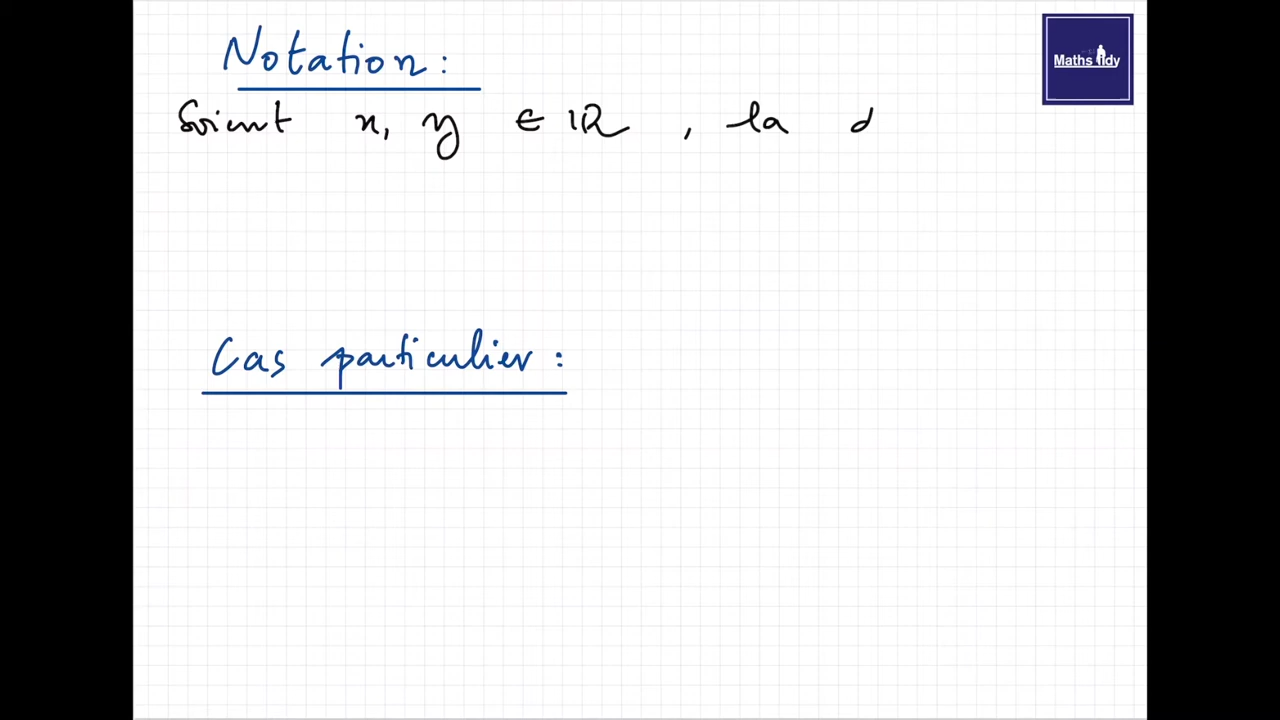 Notation :
Maths Tidy
Soient x, y ∈ ℝ , la d
Cas particulier :